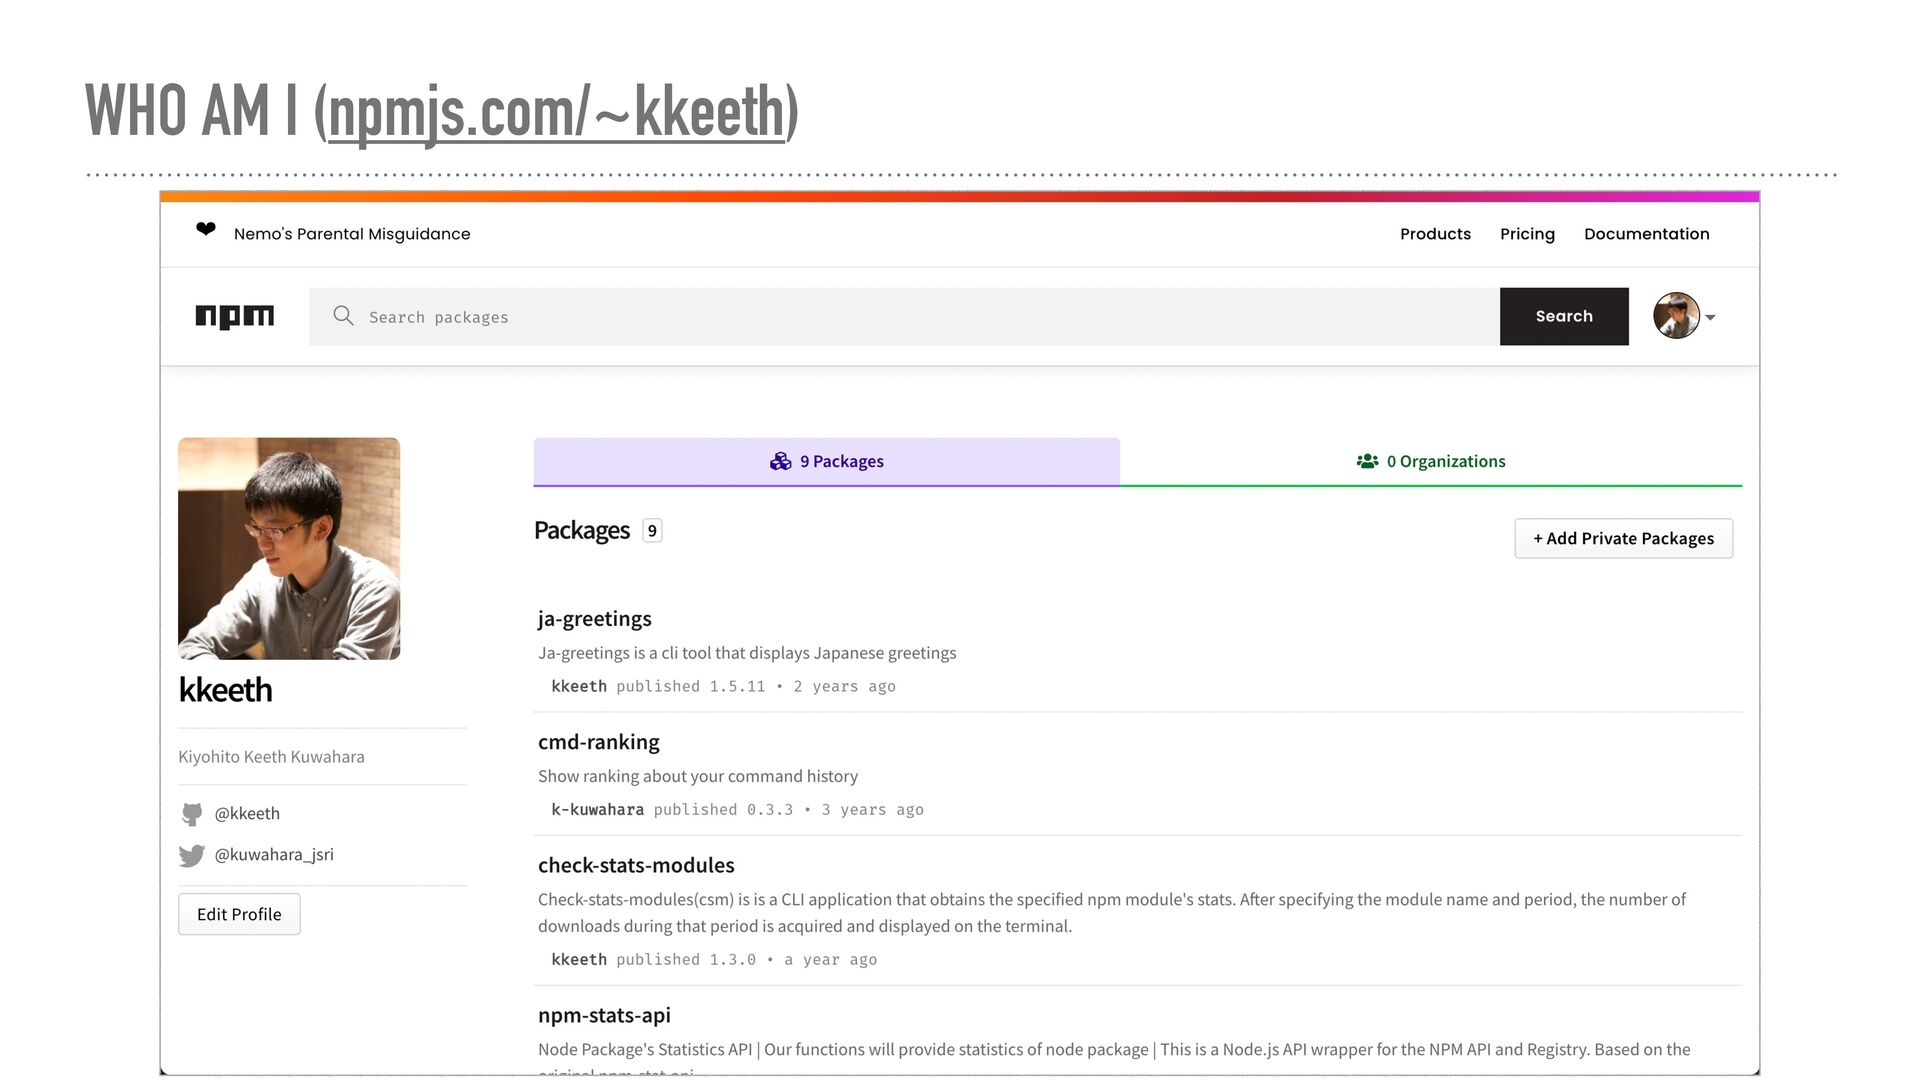 WHO AM I (npmjs.com/~kkeeth)
Nemo's Parental Misguidance
Products Pricing Documentation
npm
Search packages
Search
9 Packages
0 Organizations
Packages 9
+ Add Private Packages
ja-greetings
Ja-greetings is a cli tool that displays Japanese greetings
kkeeth published 1.5.11 • 2 years ago
kkeeth
Kiyohito Keeth Kuwahara
@kkeeth
@kuwahara_jsri
Edit Profile
cmd-ranking
Show ranking about your command history
k-kuwahara published 0.3.3 • 3 years ago
check-stats-modules
Check-stats-modules(csm) is is a CLI application that obtains the specified npm module's stats. After specifying the module name and period, the number of
downloads during that period is acquired and displayed on the terminal.
kkeeth published 1.3.0 • a year ago
npm-stats-api
Node Package's Statistics API | Our functions will provide statistics of node package | This is a Node.js API wrapper for the NPM API and Registry. Based on the
original npm-stat-api